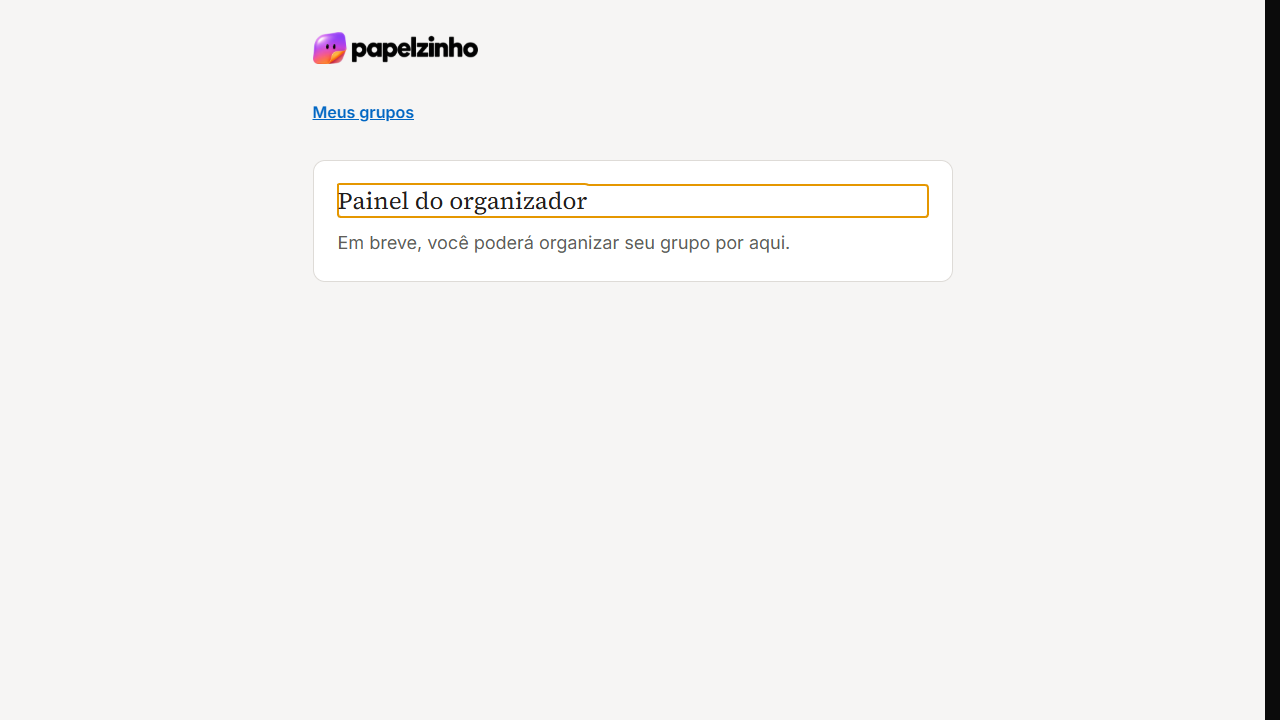 papelzinho
Meus grupos
Painel do organizador
Em breve, você poderá organizar seu grupo por aqui.